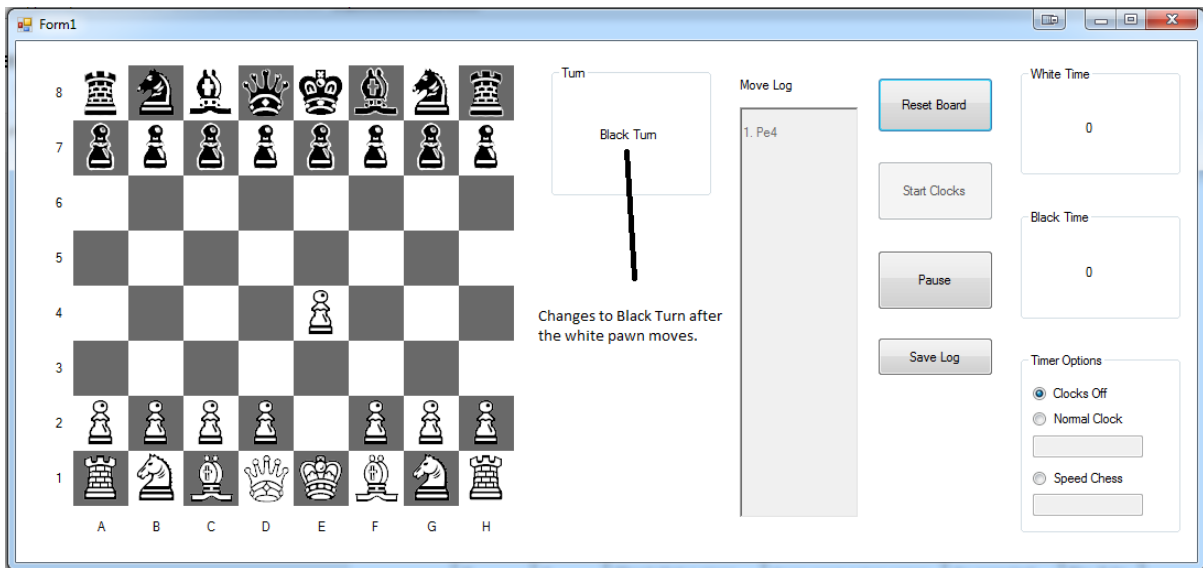 Form1
8
7
6
5
4
3
2
1
A B C D E F G H
Turn
Black Turn
Changes to Black Turn after
the white pawn moves.
Move Log
1. Pe4
Reset Board
Start Clocks
Pause
Save Log
White Time
0
Black Time
0
Timer Options
Clocks Off
Normal Clock
Speed Chess